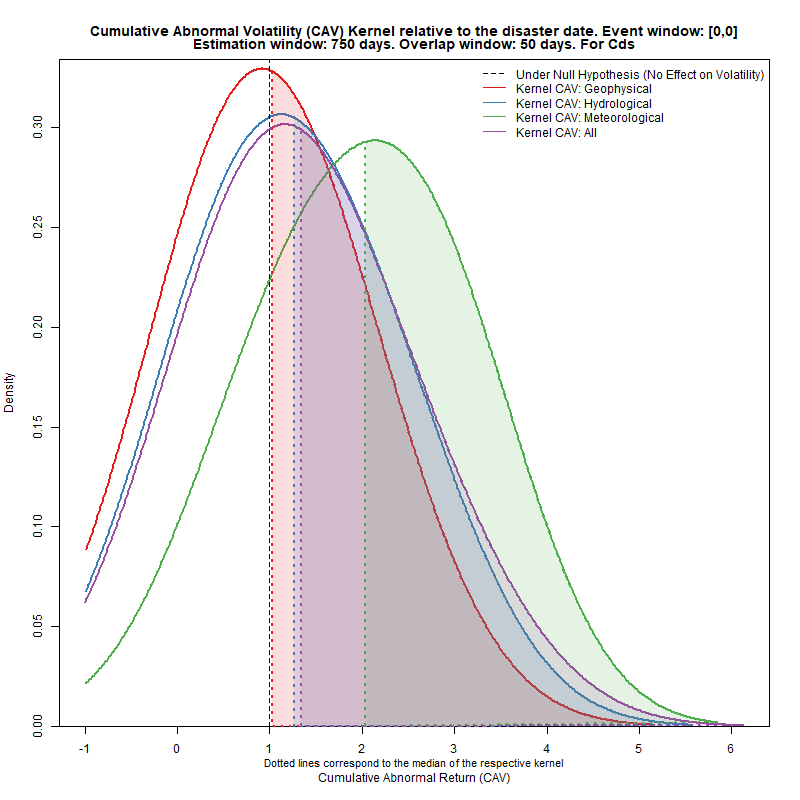 Cumulative Abnormal Volatility (CAV) Kernel relative to the disaster date. Event window: [0,0]
Estimation window: 750 days. Overlap window: 50 days. For Cds
Under Null Hypothesis (No Effect on Volatility)
Kernel CAV: Geophysical
Kernel CAV: Hydrological
Kernel CAV: Meteorological
Kernel CAV: All
Density
0.30
0.25
0.20
0.15
0.10
0.05
0.00
-1 0 1 2 3 4 5 6
Dotted lines correspond to the median of the respective kernel
Cumulative Abnormal Return (CAV)